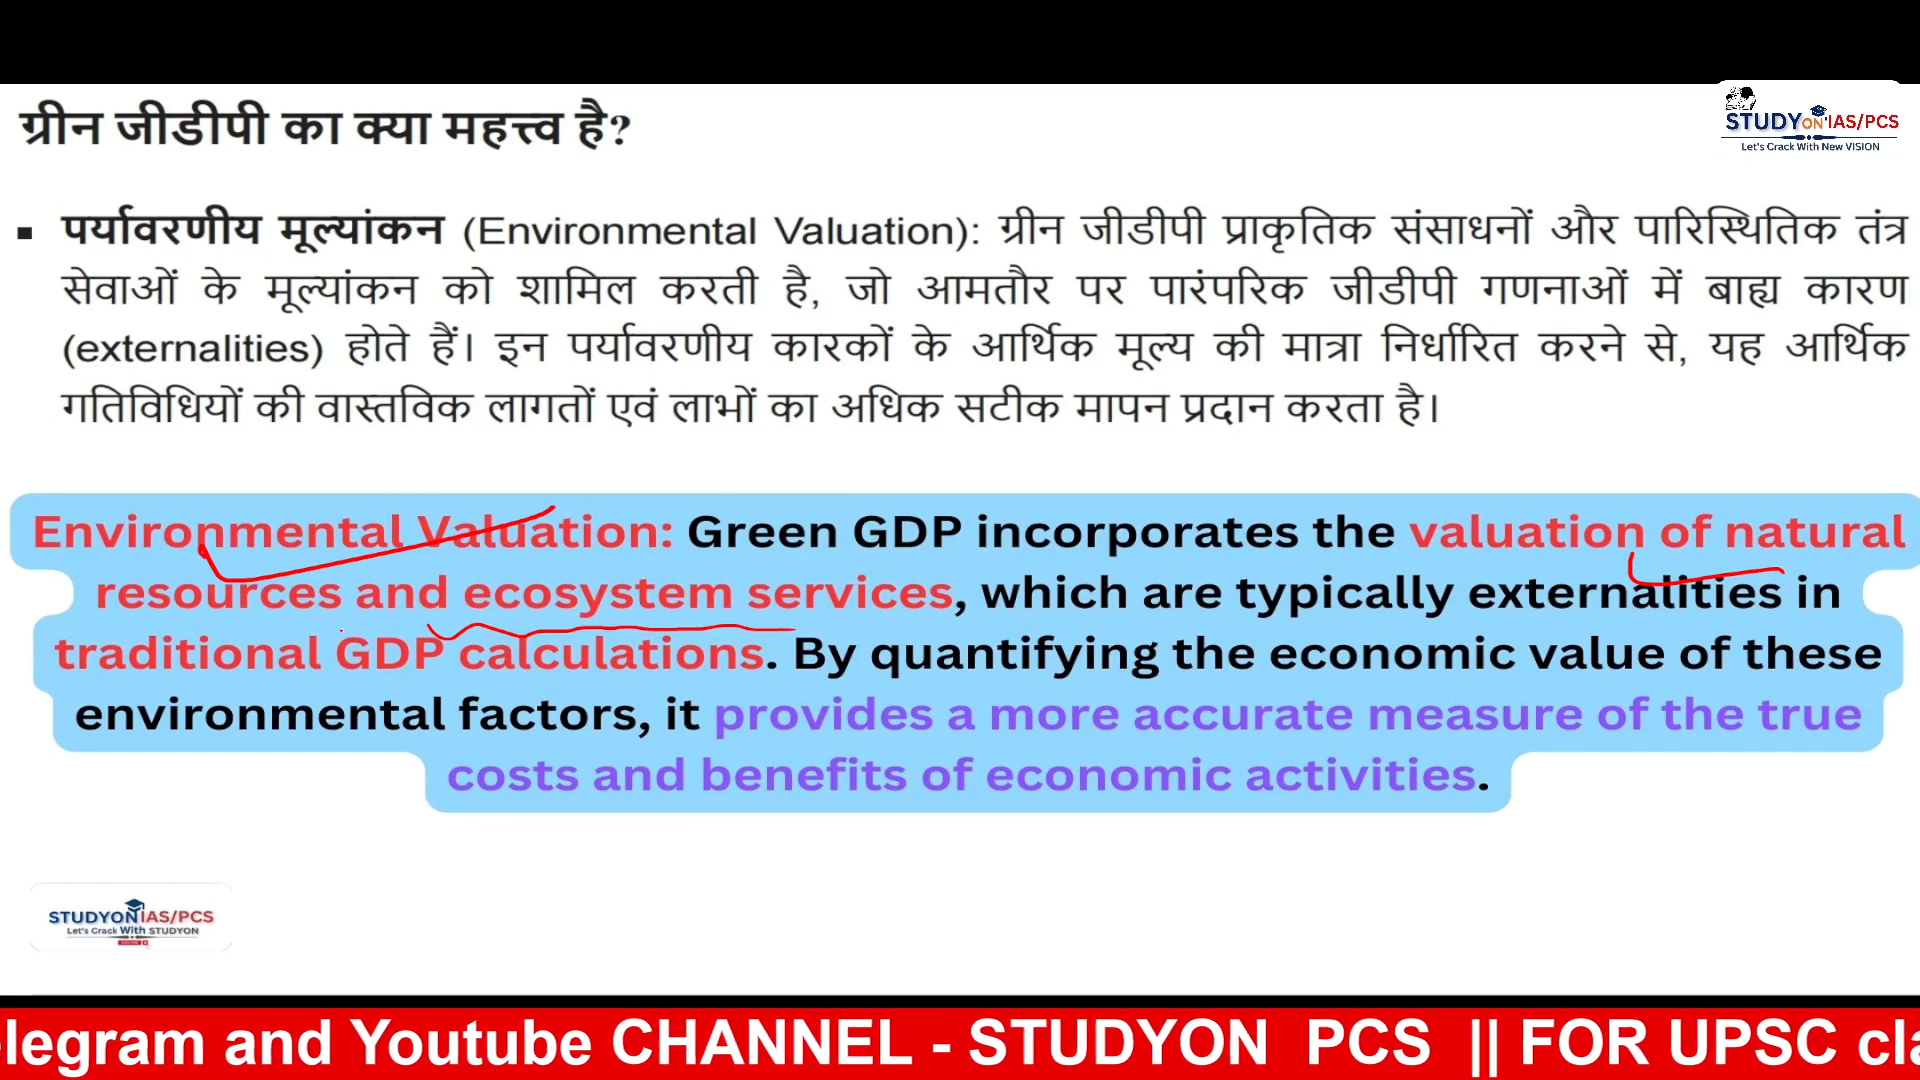 ग्रीन जीडीपी का क्या महत्त्व है?
STUDYON IAS/PCS
Let's Crack With New VISION
▪ पर्यावरणीय मूल्यांकन (Environmental Valuation): ग्रीन जीडीपी प्राकृतिक संसाधनों और पारिस्थितिक तंत्र
सेवाओं के मूल्यांकन को शामिल करती है, जो आमतौर पर पारंपरिक जीडीपी गणनाओं में बाह्य कारण
(externalities) होते हैं। इन पर्यावरणीय कारकों के आर्थिक मूल्य की मात्रा निर्धारित करने से, यह आर्थिक
गतिविधियों की वास्तविक लागतों एवं लाभों का अधिक सटीक मापन प्रदान करता है।
Environmental Valuation: Green GDP incorporates the valuation of natural
resources and ecosystem services, which are typically externalities in
traditional GDP calculations. By quantifying the economic value of these
environmental factors, it provides a more accurate measure of the true
costs and benefits of economic activities.
STUDYON IAS/PCS
Let's Crack With STUDYON
elegram and Youtube CHANNEL - STUDYON PCS || FOR UPSC cla